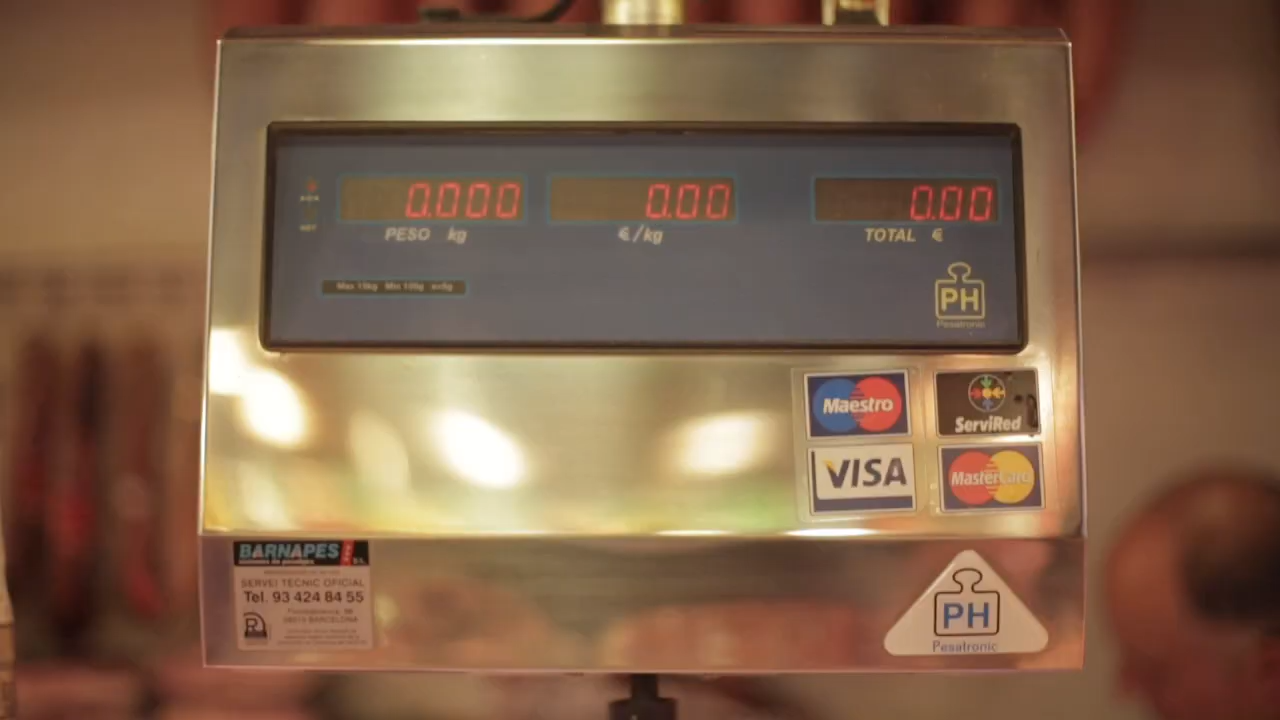 0.000 0.00 0.00
PESO kg €/kg TOTAL €
Max 15kg Min 100g e=5g
PH
Pesatronic
Maestro
ServiRed
VISA
MasterCard
BARNAPES
S.L.
SERVEI TECNIC OFICIAL
Tel. 93 424 84 55
BARCELONA
R
PH
Pesatronic